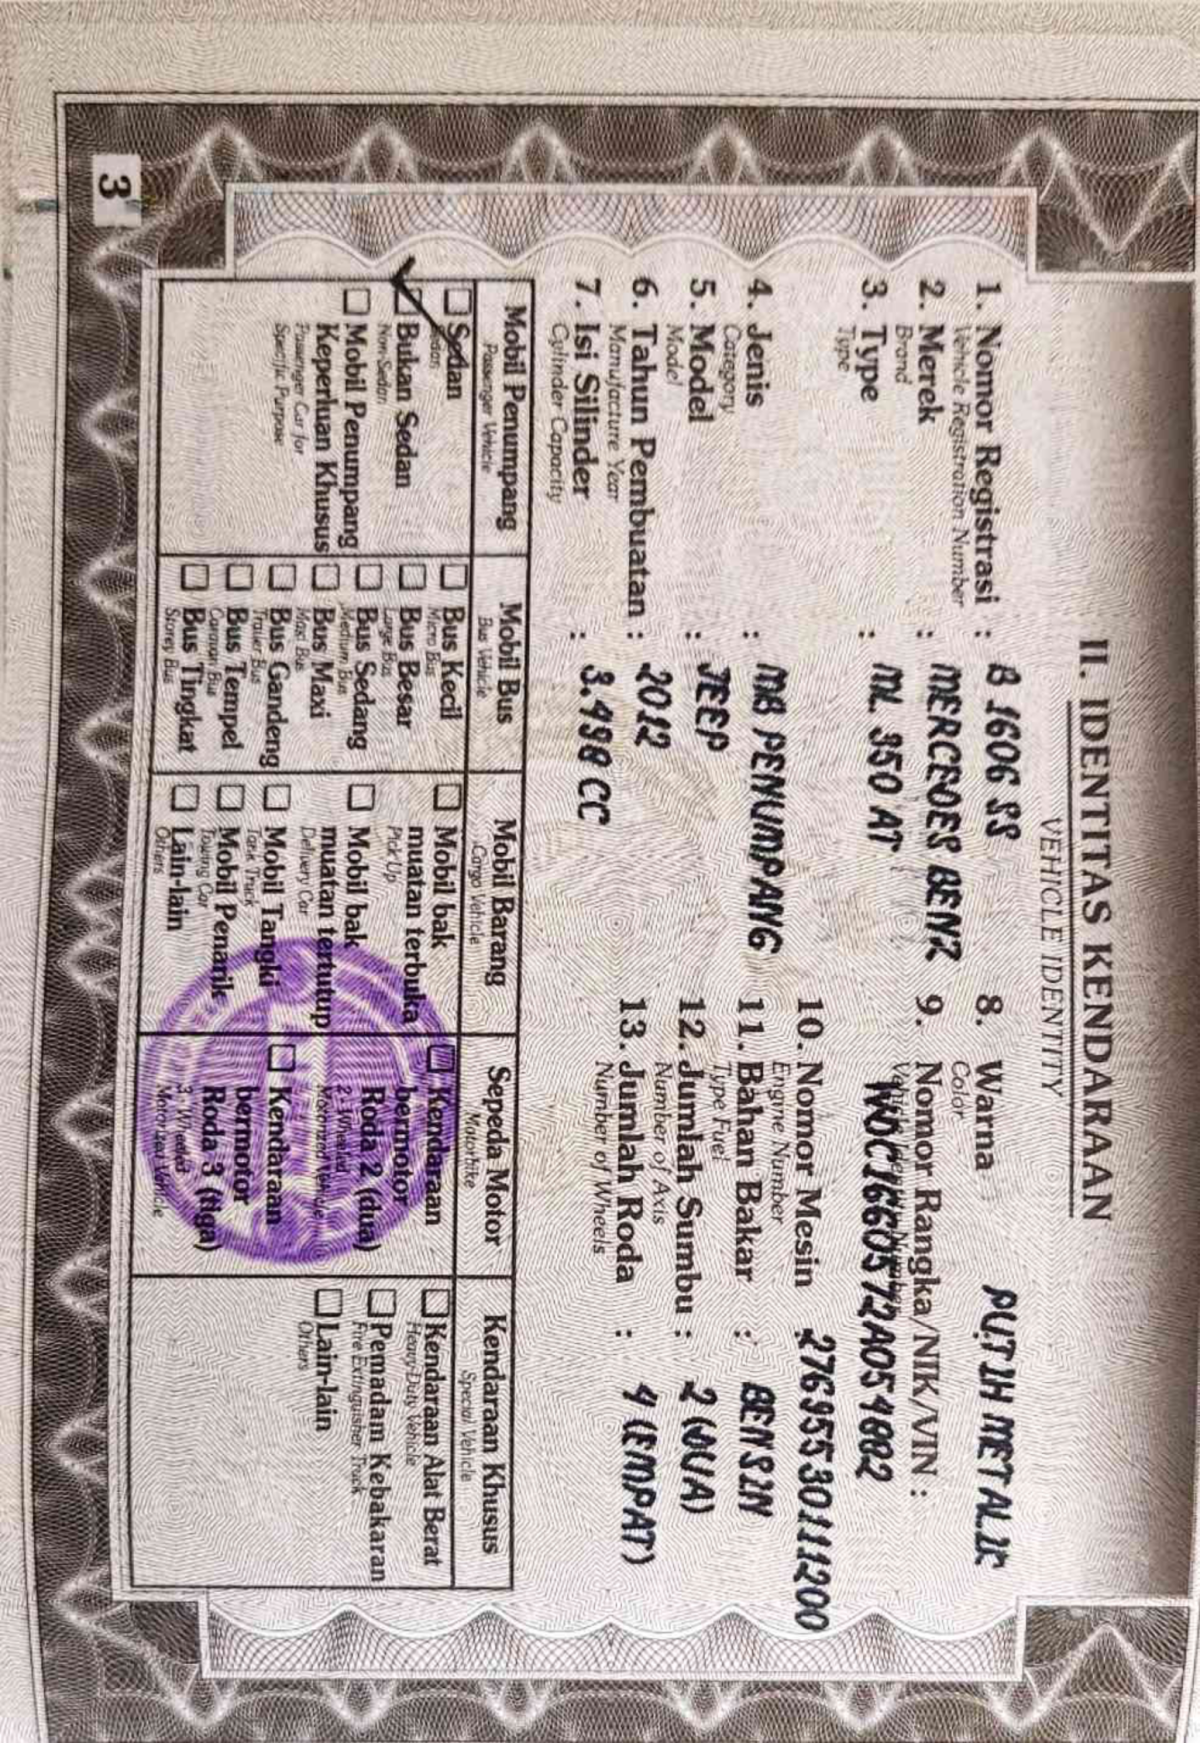 II. IDENTITAS KENDARAAN
VEHICLE IDENTITY
1. Nomor Registrasi : B 1606 SS
Vehicle Registration Number
2. Merek : MERCEDES BENZ
Brand
3. Type : ML 350 AT
Type
4. Jenis : MB PENUMPANG
Category
5. Model : JEEP
Model
6. Tahun Pembuatan : 2012
Manufacture Year
7. Isi Silinder : 3.498 CC
Cylinder Capacity
8. Warna PUTIH METALIK
Color
9. Nomor Rangka/NIK/VIN :
WDC1660572A054882
10. Nomor Mesin 27695530111200
Engine Number
11. Bahan Bakar : BENSIN
Type Fuel
12. Jumlah Sumbu : 2 (DUA)
Number of Axis
13. Jumlah Roda : 4 (EMPAT)
Number of Wheels
Mobil Penumpang
Passenger Vehicle
Sedan
Sedan
Bukan Sedan
Non-Sedan
Mobil Penumpang
Keperluan Khusus
Passenger Car for
Specific Purpose
Mobil Bus
Bus Vehicle
Bus Kecil
Micro Bus
Bus Besar
Large Bus
Bus Sedang
Medium Bus
Bus Maxi
Maxi Bus
Bus Gandeng
Trailer Bus
Bus Tempel
Caravan Bus
Bus Tingkat
Storey Bus
Mobil Barang
Cargo Vehicle
Mobil bak
muatan terbuka
Pick Up
Mobil bak
muatan tertutup
Delivery Car
Mobil Tangki
Tank Truck
Mobil Penarik
Towing Car
Lain-lain
Others
Sepeda Motor
Motorbike
Kendaraan
bermotor
Roda 2 (dua)
2 - Wheeled
Motorized Vehicle
Kendaraan
bermotor
Roda 3 (tiga)
3 - Wheeled
Motorized Vehicle
Kendaraan Khusus
Special Vehicle
Kendaraan Alat Berat
Heavy Duty Vehicle
Pemadam Kebakaran
Fire Extinguisher Truck
Lain-lain
Others
3